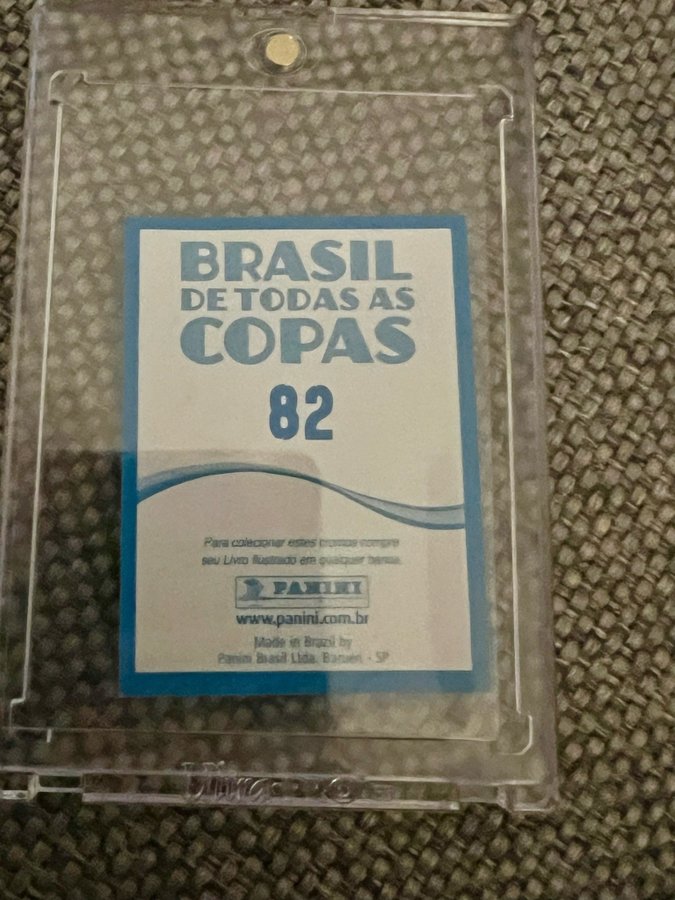 BRASIL
DE TODAS AS
COPAS
82
Para colecionar estes cromos compre
seu Livro Ilustrado em qualquer banca.
PANINI
www.panini.com.br
Made in Brazil by
Panini Brasil Ltda. Barueri - SP